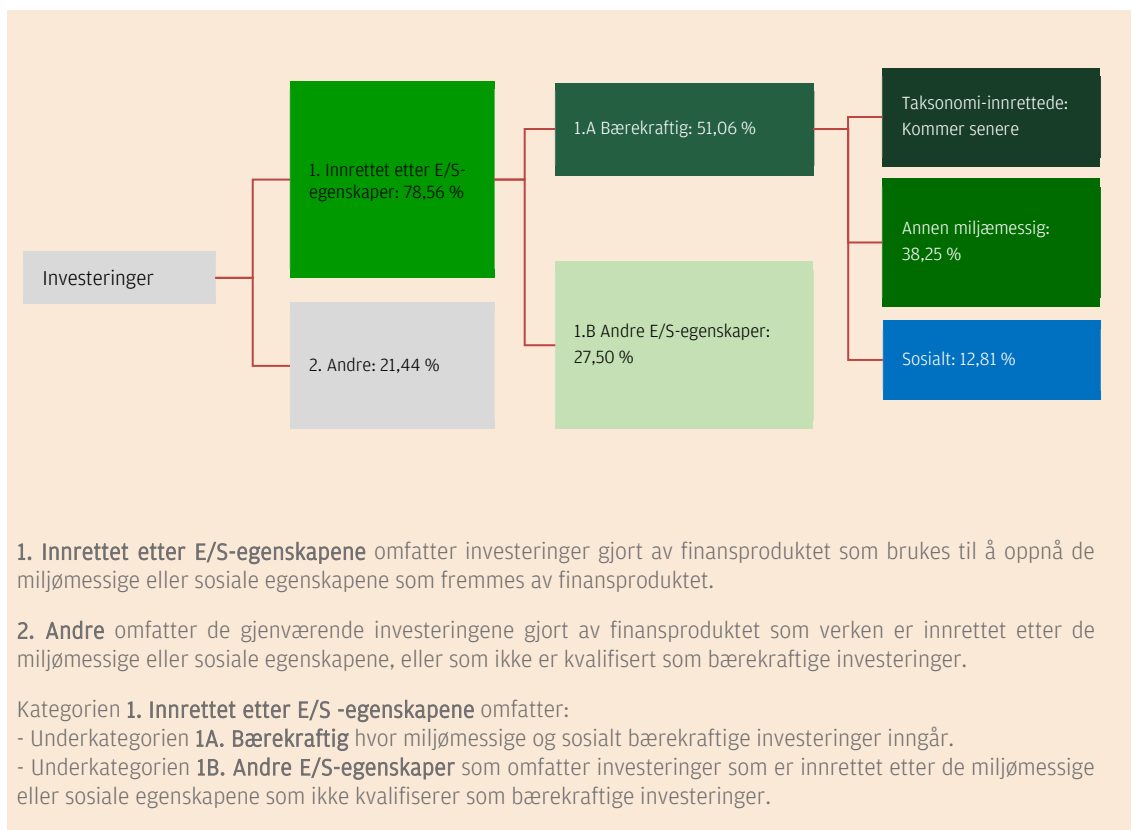 Investeringer
1. Innrettet etter E/S-
egenskaper: 78,56 %
2. Andre: 21,44 %
1.A Bærekraftig: 51,06 %
1.B Andre E/S-egenskaper:
27,50 %
Taksonomi-innrettede:
Kommer senere
Annen miljæmessig:
38,25 %
Sosialt: 12,81 %
1. Innrettet etter E/S-egenskapene omfatter investeringer gjort av finansproduktet som brukes til å oppnå de
miljømessige eller sosiale egenskapene som fremmes av finansproduktet.
2. Andre omfatter de gjenværende investeringene gjort av finansproduktet som verken er innrettet etter de
miljømessige eller sosiale egenskapene, eller som ikke er kvalifisert som bærekraftige investeringer.
Kategorien 1. Innrettet etter E/S -egenskapene omfatter:
- Underkategorien 1A. Bærekraftig hvor miljømessige og sosialt bærekraftige investeringer inngår.
- Underkategorien 1B. Andre E/S-egenskaper som omfatter investeringer som er innrettet etter de miljømessige
eller sosiale egenskapene som ikke kvalifiserer som bærekraftige investeringer.